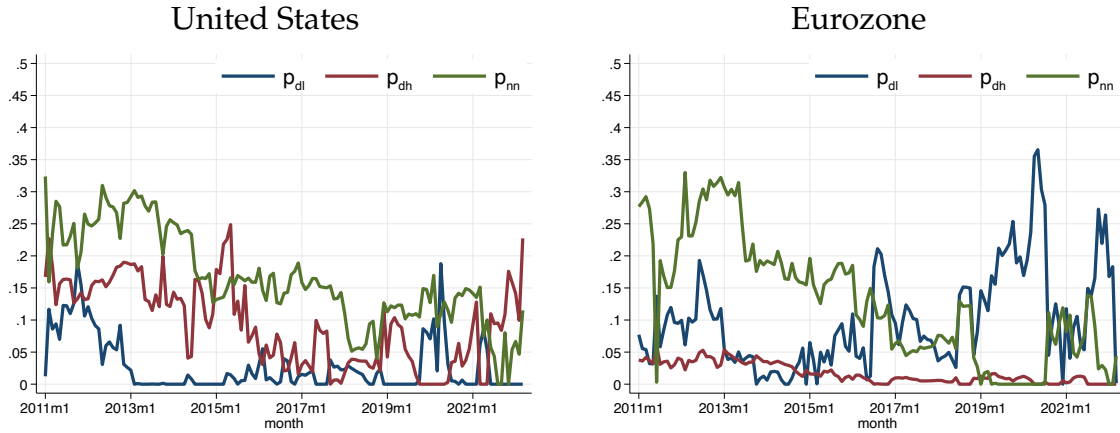 United States
p_dl p_dh p_nn
.5
.45
.4
.35
.3
.25
.2
.15
.1
.05
0
2011m1 2013m1 2015m1 2017m1 2019m1 2021m1
month
Eurozone
p_dl p_dh p_nn
.5
.45
.4
.35
.3
.25
.2
.15
.1
.05
0
2011m1 2013m1 2015m1 2017m1 2019m1 2021m1
month